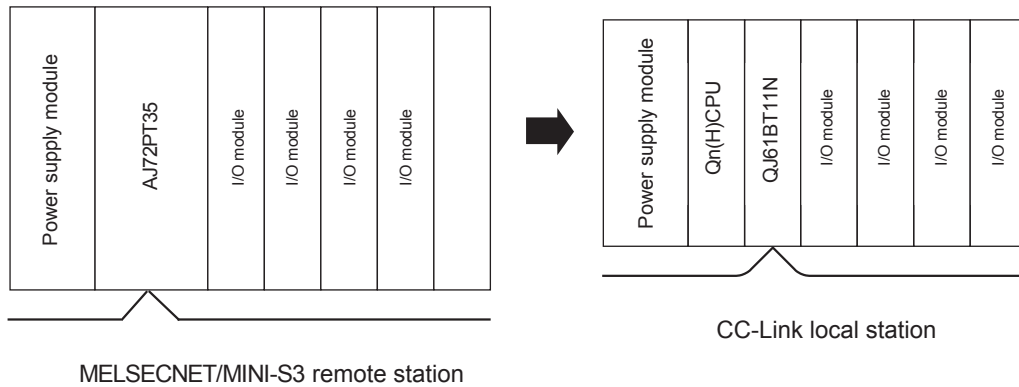 Power supply module
AJ72PT35
I/O module
I/O module
I/O module
I/O module
MELSECNET/MINI-S3 remote station
Power supply module
Qn(H)CPU
QJ61BT11N
I/O module
I/O module
I/O module
I/O module
CC-Link local station